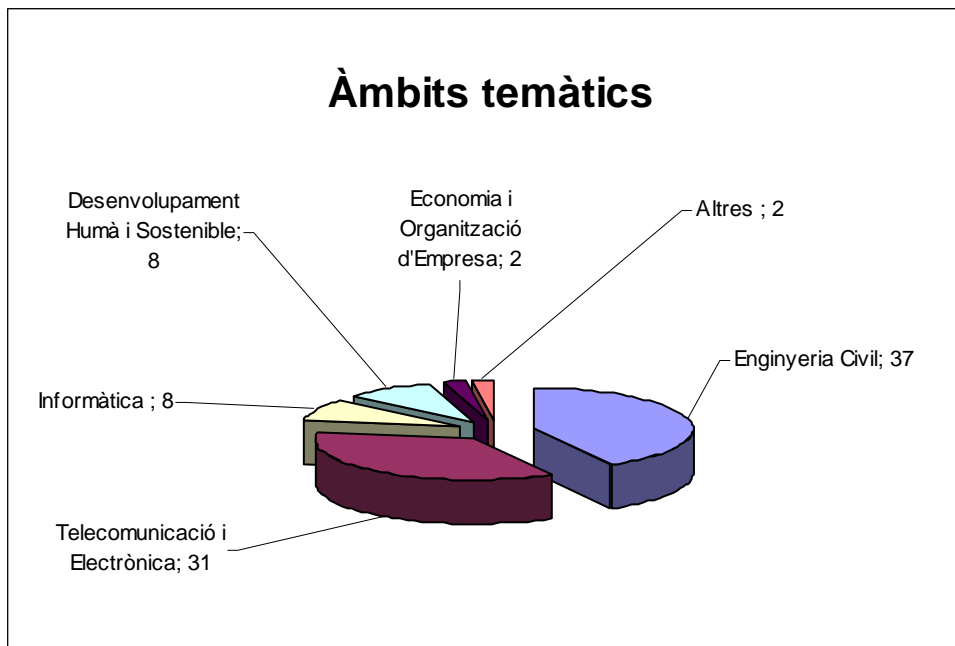 Àmbits temàtics
Desenvolupament
Humà i Sostenible;
8
Economia i
Organització
d'Empresa; 2
Altres ; 2
Enginyeria Civil; 37
Informàtica ; 8
Telecomunicació i
Electrònica; 31